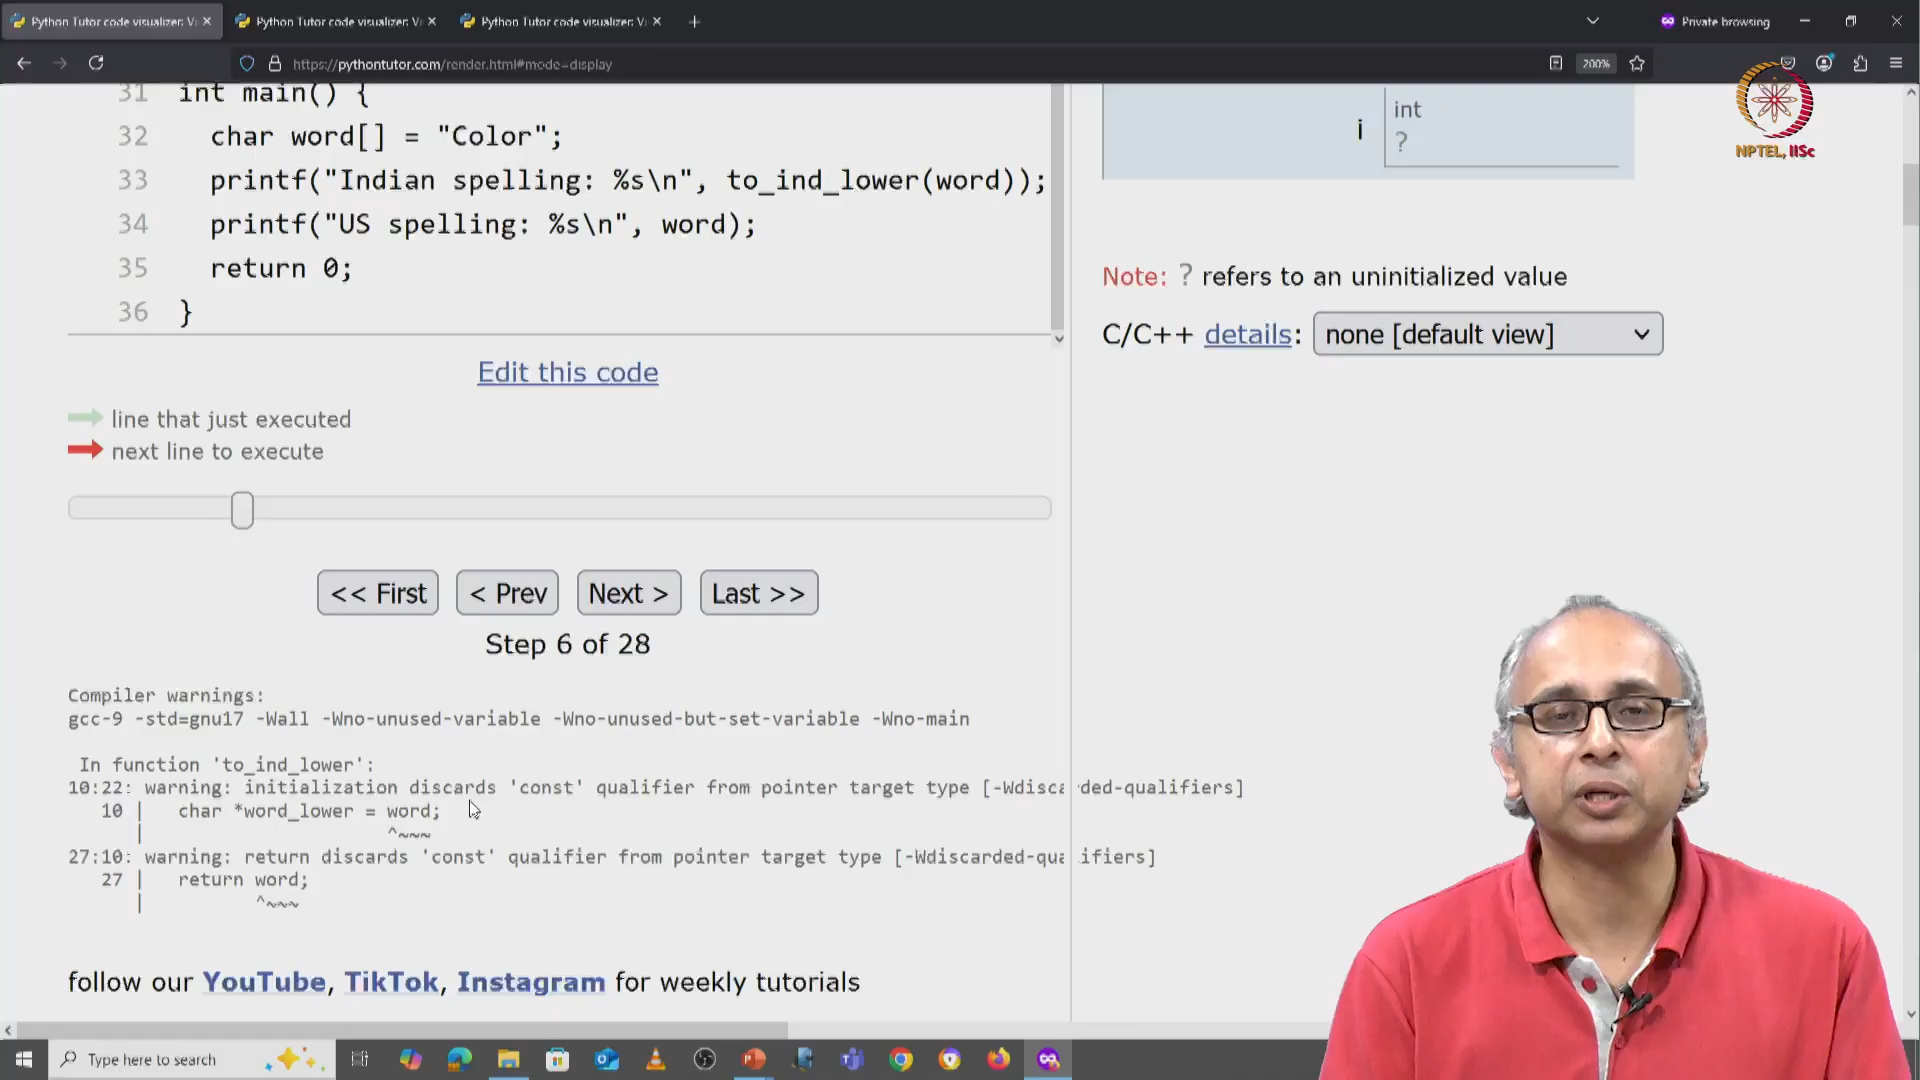 Python Tutor code visualizer: V
Python Tutor code visualizer: V
Python Tutor code visualizer: V
Private browsing
https://pythontutor.com/render.html#mode=display
200%
31 int main() {
32 char word[] = "Color";
33 printf("Indian spelling: %s\n", to_ind_lower(word));
34 printf("US spelling: %s\n", word);
35 return 0;
36 }
Edit this code
line that just executed
next line to execute
<< First
< Prev
Next >
Last >>
Step 6 of 28
Compiler warnings:
gcc-9 -std=gnu17 -Wall -Wno-unused-variable -Wno-unused-but-set-variable -Wno-main
In function 'to_ind_lower':
10:22: warning: initialization discards 'const' qualifier from pointer target type [-Wdiscarded-qualifiers]
10 | char *word_lower = word;
| ^~~~
27:10: warning: return discards 'const' qualifier from pointer target type [-Wdiscarded-qualifiers]
27 | return word;
| ^~~~
follow our YouTube, TikTok, Instagram for weekly tutorials
i
int
?
Note: ? refers to an uninitialized value
C/C++ details: none [default view]
NPTEL, IISc
Type here to search